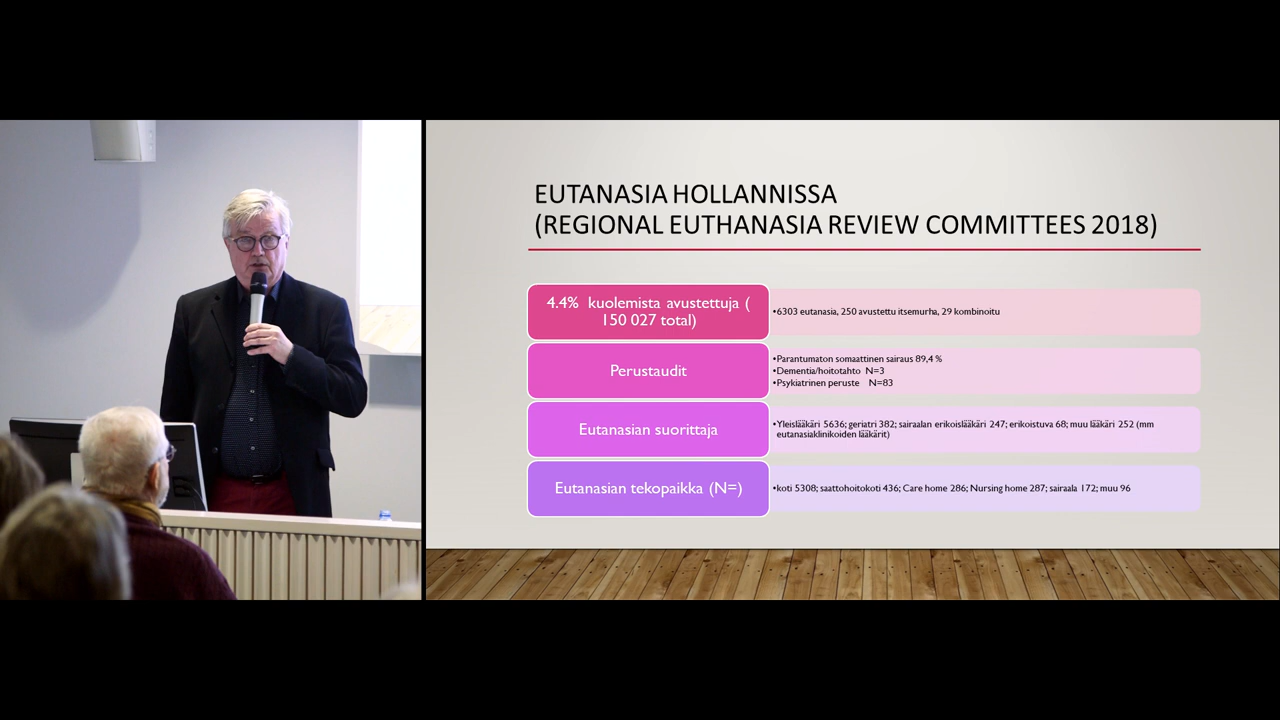 EUTANASIA HOLLANNISSA
(REGIONAL EUTHANASIA REVIEW COMMITTEES 2018)
4.4% kuolemista avustettuja (
150 027 total)
•6303 eutanasia, 250 avustettu itsemurha, 29 kombinoitu
Perustaudit
•Parantumaton somaattinen sairaus 89,4 %
•Dementia/hoitotahto N=3
•Psykiatrinen peruste N=83
Eutanasian suorittaja
•Yleislääkäri 5636; geriatri 382; sairaalan erikoislääkäri 247; erikoistuva 68; muu lääkäri 252 (mm
eutanasiaklinikoiden lääkärit)
Eutanasian tekopaikka (N=)
•koti 5308; saattohoitokoti 436; Care home 286; Nursing home 287; sairaala 172; muu 96